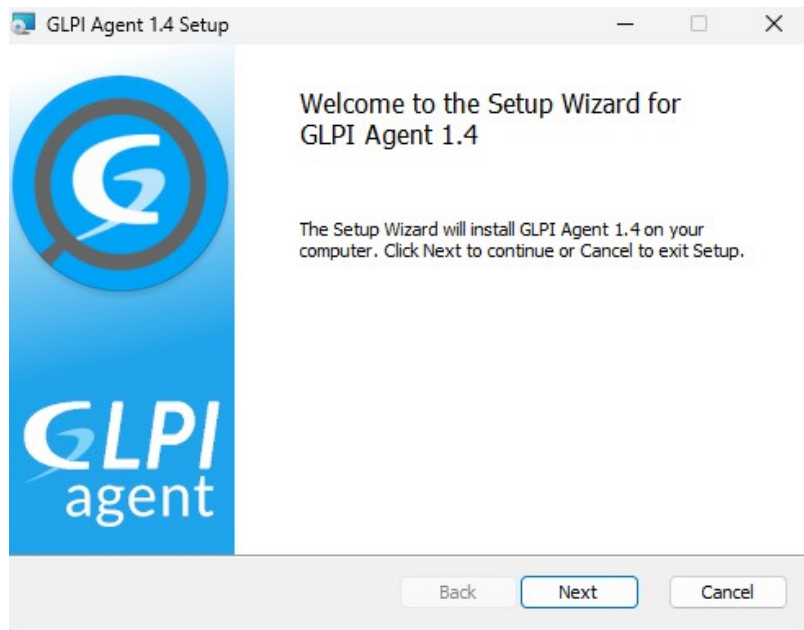 GLPI Agent 1.4 Setup
Welcome to the Setup Wizard for
GLPI Agent 1.4
The Setup Wizard will install GLPI Agent 1.4 on your
computer. Click Next to continue or Cancel to exit Setup.
GLPI
agent
Back
Next
Cancel